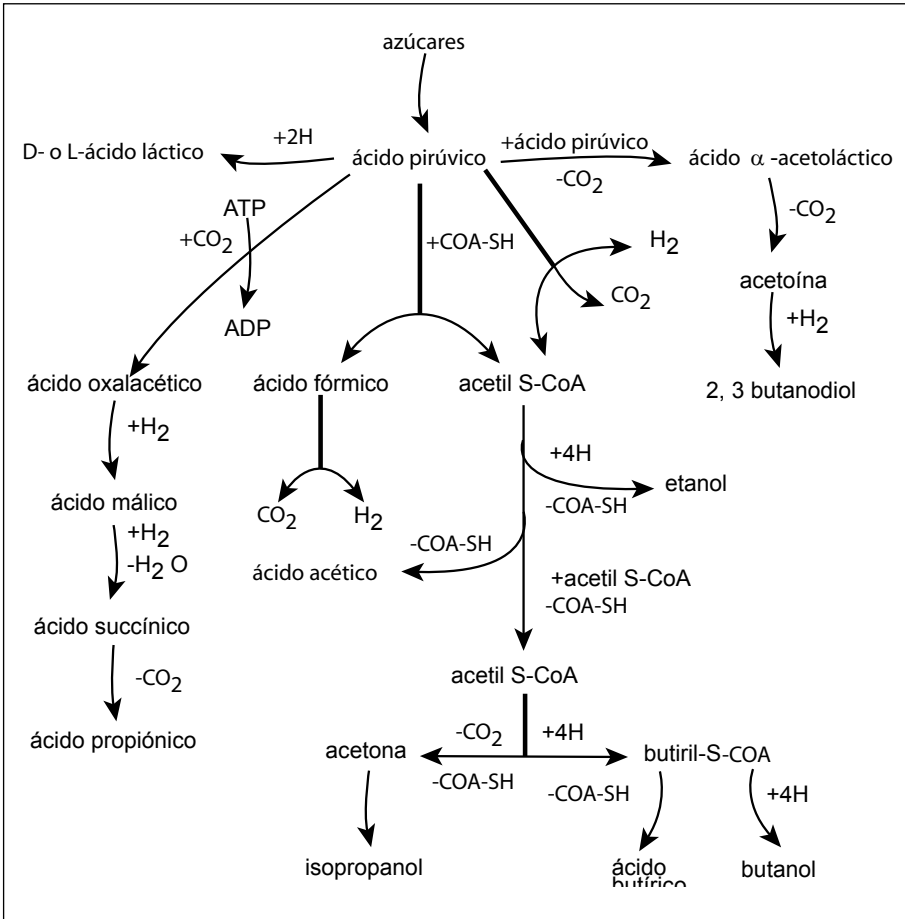 azúcares
+2H
+ácido pirúvico
D- o L-ácido láctico
ácido pirúvico
ácido α -acetoláctico
-CO2
ATP
+CO2
+COA-SH
H2
-CO2
acetoína
CO2
ADP
+H2
ácido oxalacético
ácido fórmico
acetil S-CoA
2, 3 butanodiol
+H2
+4H
etanol
ácido málico
CO2
H2
-COA-SH
+H2
-H2 O
-COA-SH
ácido acético
+acetil S-CoA
-COA-SH
ácido succínico
acetil S-CoA
-CO2
-CO2
+4H
ácido propiónico
acetona
butiril-S-COA
-COA-SH
-COA-SH
+4H
isopropanol
ácido
butírico
butanol